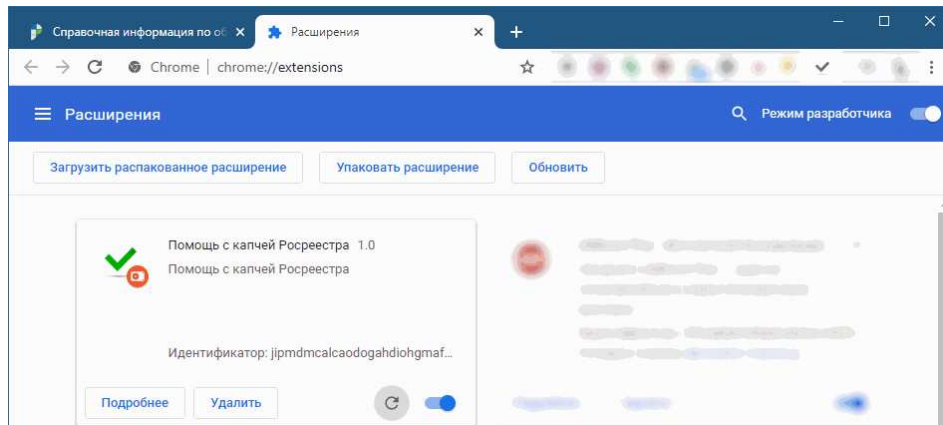 Справочная информация по об
Расширения
Chrome | chrome://extensions
Расширения
Режим разработчика
Загрузить распакованное расширение
Упаковать расширение
Обновить
Помощь с капчей Росреестра 1.0
Помощь с капчей Росреестра
Идентификатор: jipmdmcalcaodogahdiohgmaf...
Подробнее
Удалить